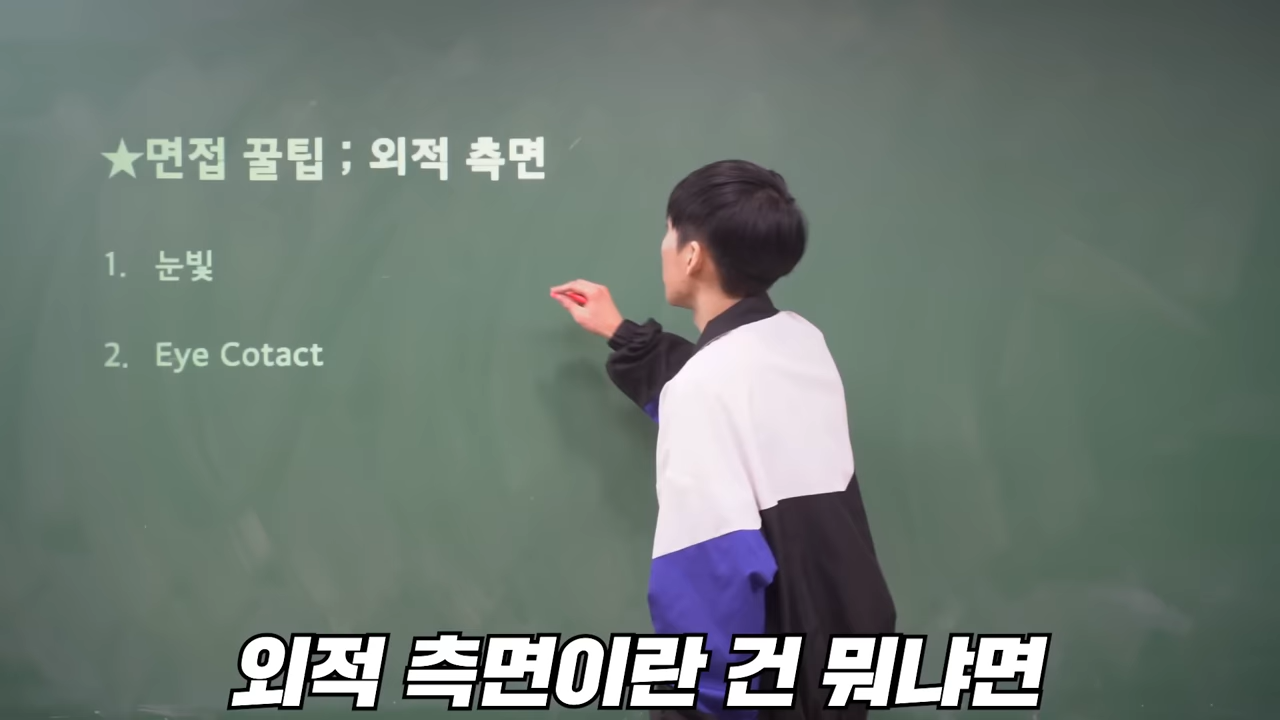 ★면접 꿀팁 ; 외적 측면
1. 눈빛
2. Eye Cotact
외적 측면이란 건 뭐냐면